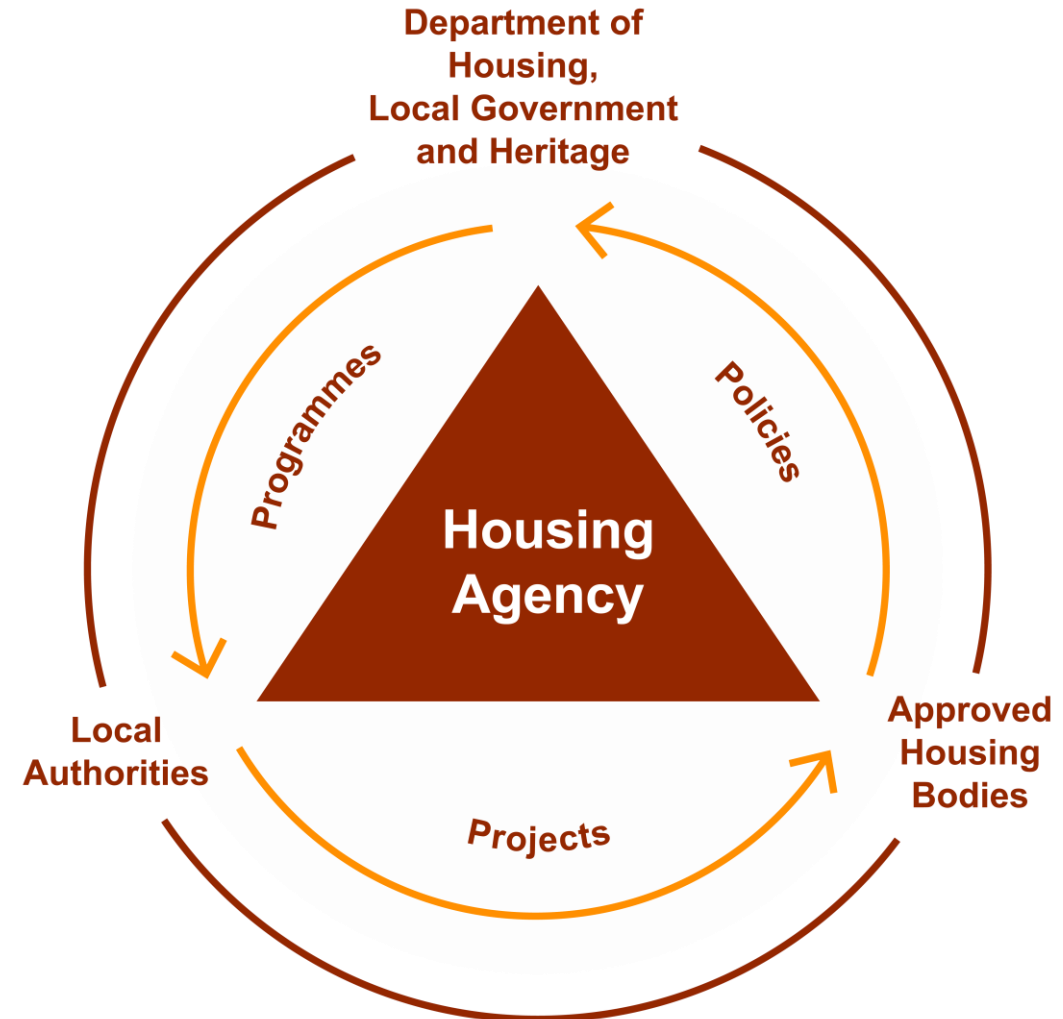 Department of
Housing,
Local Government
and Heritage
Programmes
Policies
Housing
Agency
Local
Authorities
Approved
Housing
Bodies
Projects